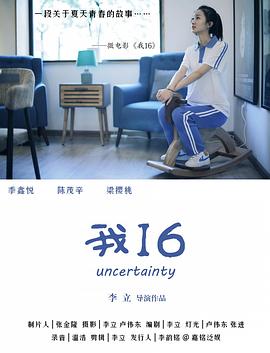 一段关于夏天青春的故事……
——微电影《我16》
季鑫悦 陈茂辛 梁樱桃
我16
uncertainty
李 立 导演作品
制片人|张金隆 摄影|李立 卢伟东 编剧|李立 灯光|卢伟东 张进
录音|温浩 剪辑|李立 发行人|李韵铭@嘉铭泛娱